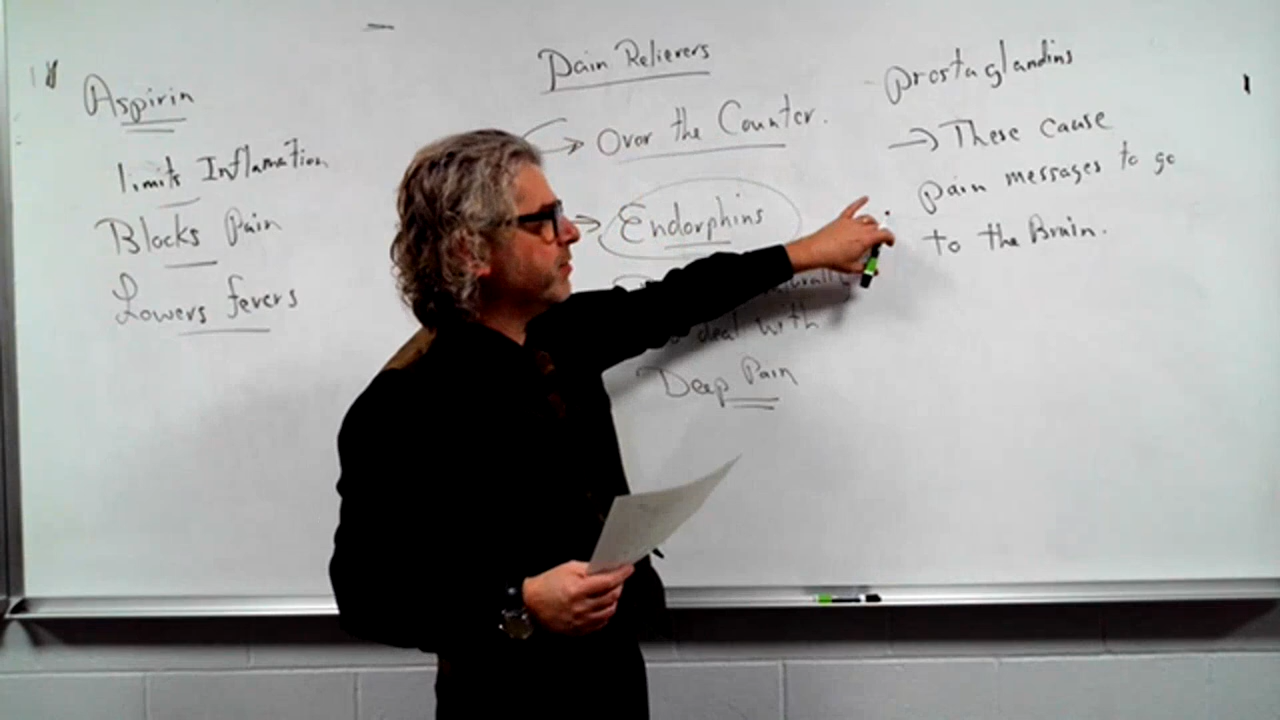 Aspirin
limits Inflamation
Blocks Pain
Lowers fevers
Pain Relievers
→ Over the Counter.
→ Endorphins
deal with
Deep Pain
prostaglandins
→ These cause
pain messages to go
to the Brain.